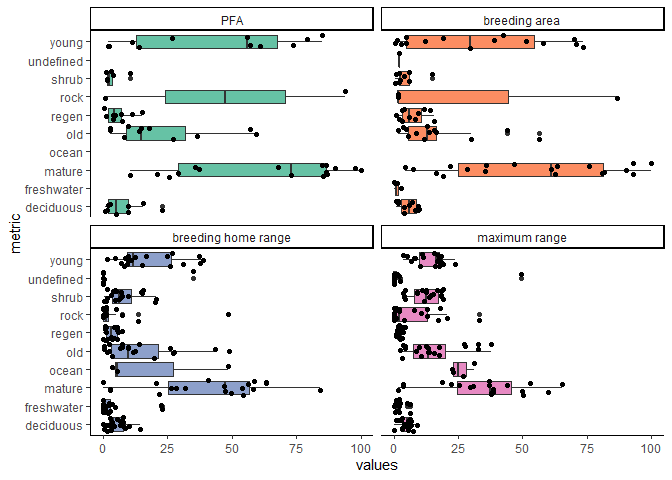 PFA
breeding area
young
undefined
shrub
rock
regen
old
ocean
mature
freshwater
deciduous
metric
breeding home range
maximum range
young
undefined
shrub
rock
regen
old
ocean
mature
freshwater
deciduous
0 25 50 75 100 0 25 50 75 100
values